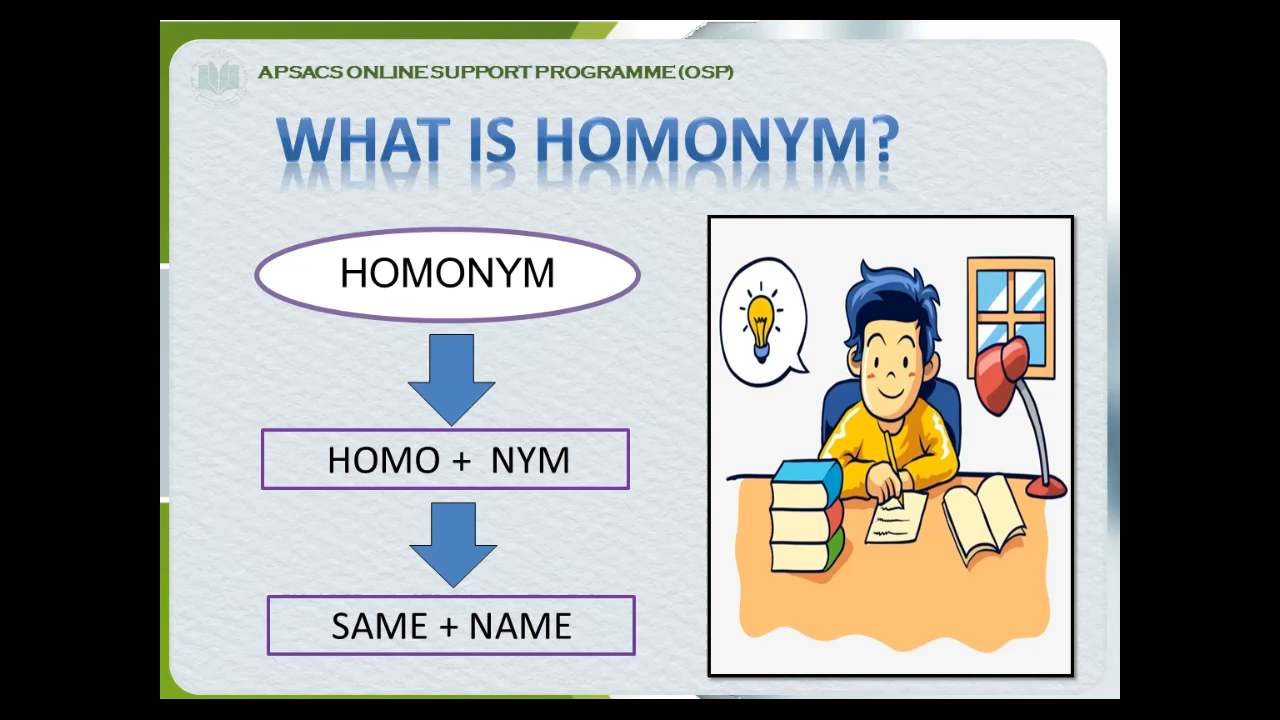 APSACS ONLINE SUPPORT PROGRAMME (OSP)
WHAT IS HOMONYM?
HOMONYM
HOMO + NYM
SAME + NAME